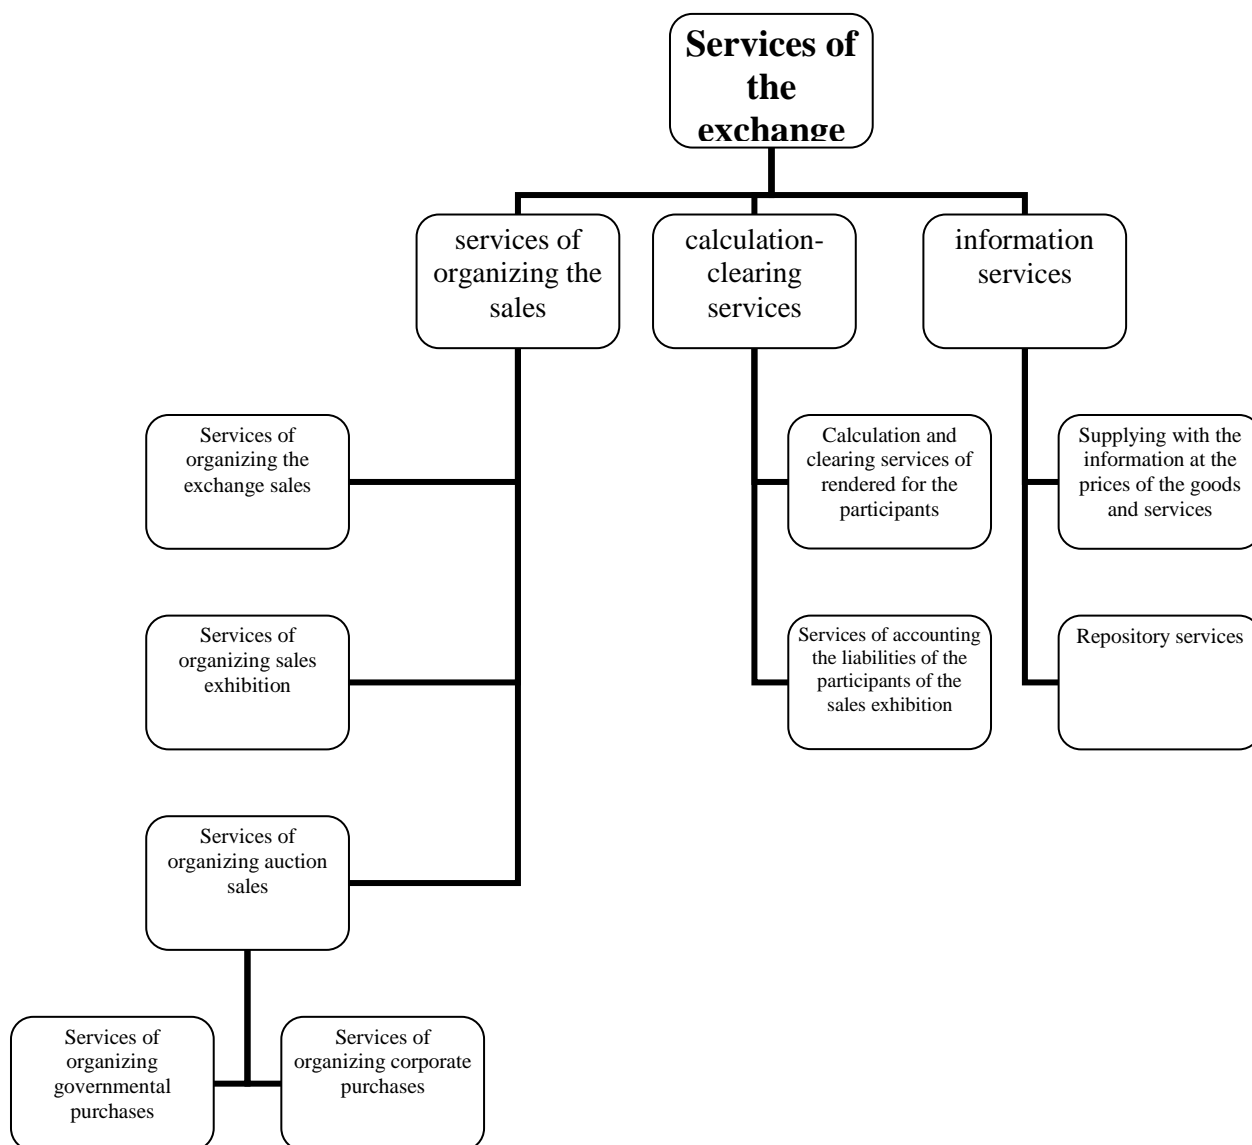 Services of
the
exchange
services of
organizing the
sales
calculation-
clearing
services
information
services
Services of
organizing the
exchange sales
Calculation and
clearing services of
rendered for the
participants
Supplying with the
information at the
prices of the goods
and services
Services of
organizing sales
exhibition
Services of accounting
the liabilities of the
participants of the
sales exhibition
Repository services
Services of
organizing auction
sales
Services of
organizing
governmental
purchases
Services of
organizing corporate
purchases